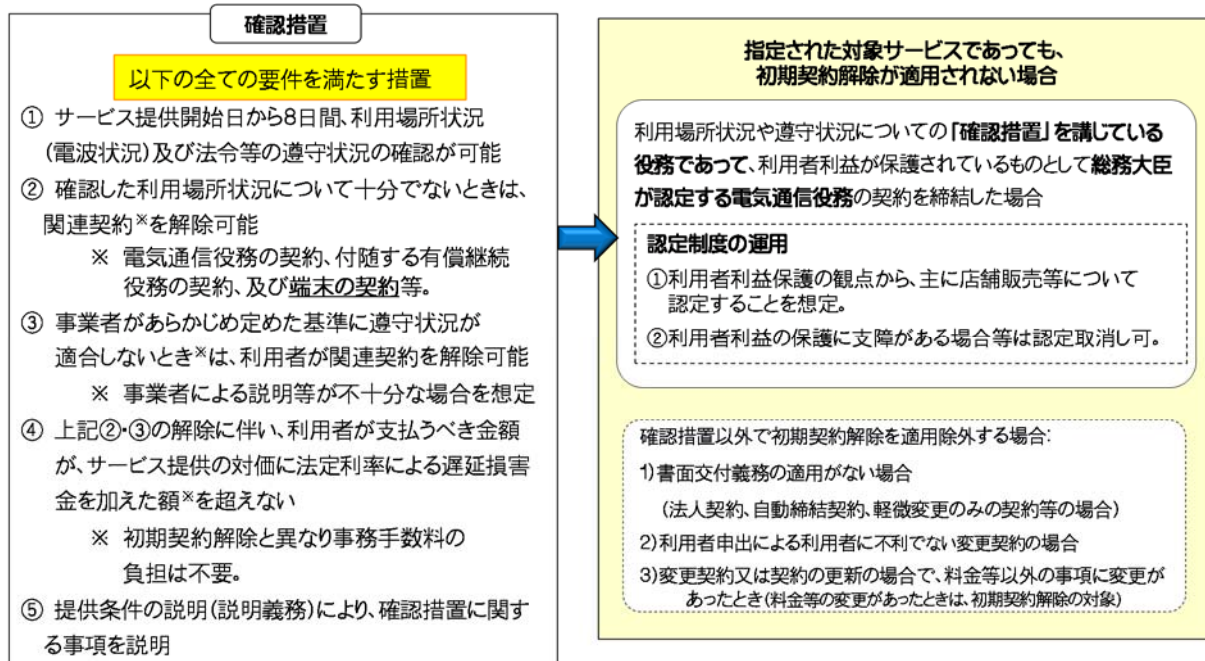 確認措置
以下の全ての要件を満たす措置
① サービス提供開始日から8日間、利用場所状況
(電波状況)及び法令等の遵守状況の確認が可能
② 確認した利用場所状況について十分でないときは、
関連契約※を解除可能
※ 電気通信役務の契約、付随する有償継続
役務の契約、及び端末の契約等。
③ 事業者があらかじめ定めた基準に遵守状況が
適合しないとき※は、利用者が関連契約を解除可能
※ 事業者による説明等が不十分な場合を想定
④ 上記②・③の解除に伴い、利用者が支払うべき金額
が、サービス提供の対価に法定利率による遅延損害
金を加えた額※を超えない
※ 初期契約解除と異なり事務手数料の
負担は不要。
⑤ 提供条件の説明(説明義務)により、確認措置に関す
る事項を説明
指定された対象サービスであっても、
初期契約解除が適用されない場合
利用場所状況や遵守状況についての「確認措置」を講じている
役務であって、利用者利益が保護されているものとして総務大臣
が認定する電気通信役務の契約を締結した場合
認定制度の運用
①利用者利益保護の観点から、主に店舗販売等について
認定することを想定。
②利用者利益の保護に支障がある場合等は認定取消し可。
確認措置以外で初期契約解除を適用除外する場合:
1)書面交付義務の適用がない場合
(法人契約、自動締結契約、軽微変更のみの契約等の場合)
2)利用者申出による利用者に不利でない変更契約の場合
3)変更契約又は契約の更新の場合で、料金等以外の事項に変更が
あったとき(料金等の変更があったときは、初期契約解除の対象)